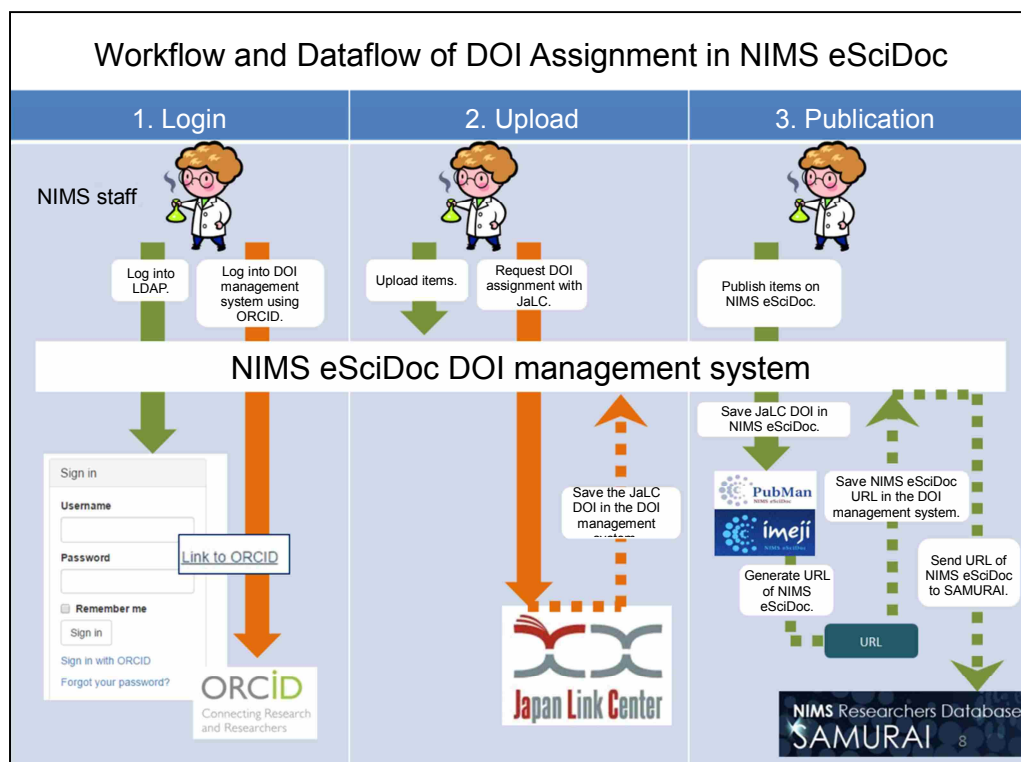 Workflow and Dataflow of DOI Assignment in NIMS eSciDoc
1. Login
2. Upload
3. Publication
NIMS staff
Log into
LDAP.
Log into DOI
management
system using
ORCID.
Upload items.
Request DOI
assignment with
JaLC.
Publish items on
NIMS eSciDoc.
NIMS eSciDoc DOI management system
Sign in
Username
Password
Remember me
Sign in
Sign in with ORCID
Forgot your password?
Link to ORCID
ORCID
Connecting Research
and Researchers
Save the JaLC
DOI in the DOI
management
system
Japan Link Center
Save JaLC DOI in
NIMS eSciDoc.
PubMan
NIMS eSciDoc
imeji
NIMS eSciDoc
Generate URL
of NIMS
eSciDoc.
URL
Save NIMS eSciDoc
URL in the DOI
management system.
Send URL of
NIMS eSciDoc
to SAMURAI.
NIMS Researchers Database
SAMURAI
8